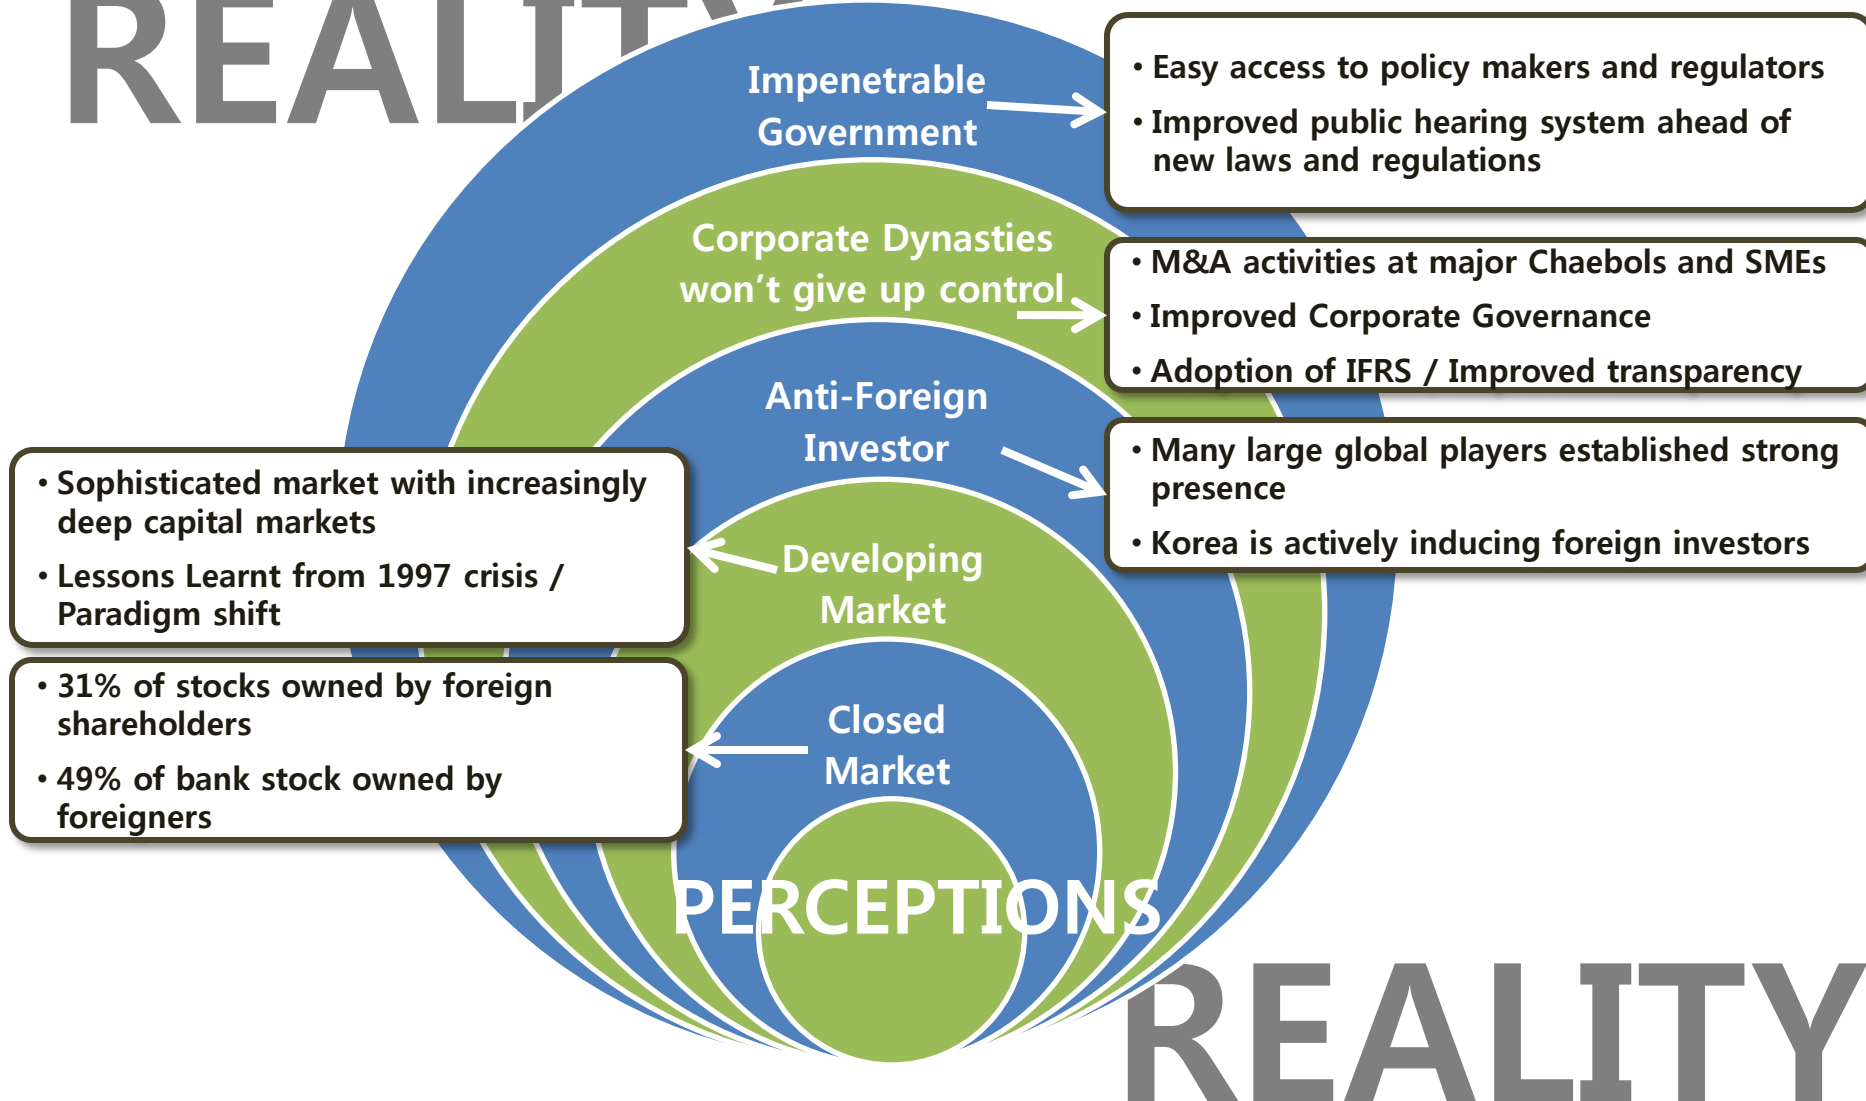 REALITY
Impenetrable
Government
• Easy access to policy makers and regulators
• Improved public hearing system ahead of
new laws and regulations
Corporate Dynasties
won’t give up control
• M&A activities at major Chaebols and SMEs
• Improved Corporate Governance
• Adoption of IFRS / Improved transparency
Anti-Foreign
Investor
• Many large global players established strong
presence
• Korea is actively inducing foreign investors
• Sophisticated market with increasingly
deep capital markets
• Lessons Learnt from 1997 crisis /
Paradigm shift
Developing
Market
• 31% of stocks owned by foreign
shareholders
• 49% of bank stock owned by
foreigners
Closed
Market
PERCEPTIONS
REALITY